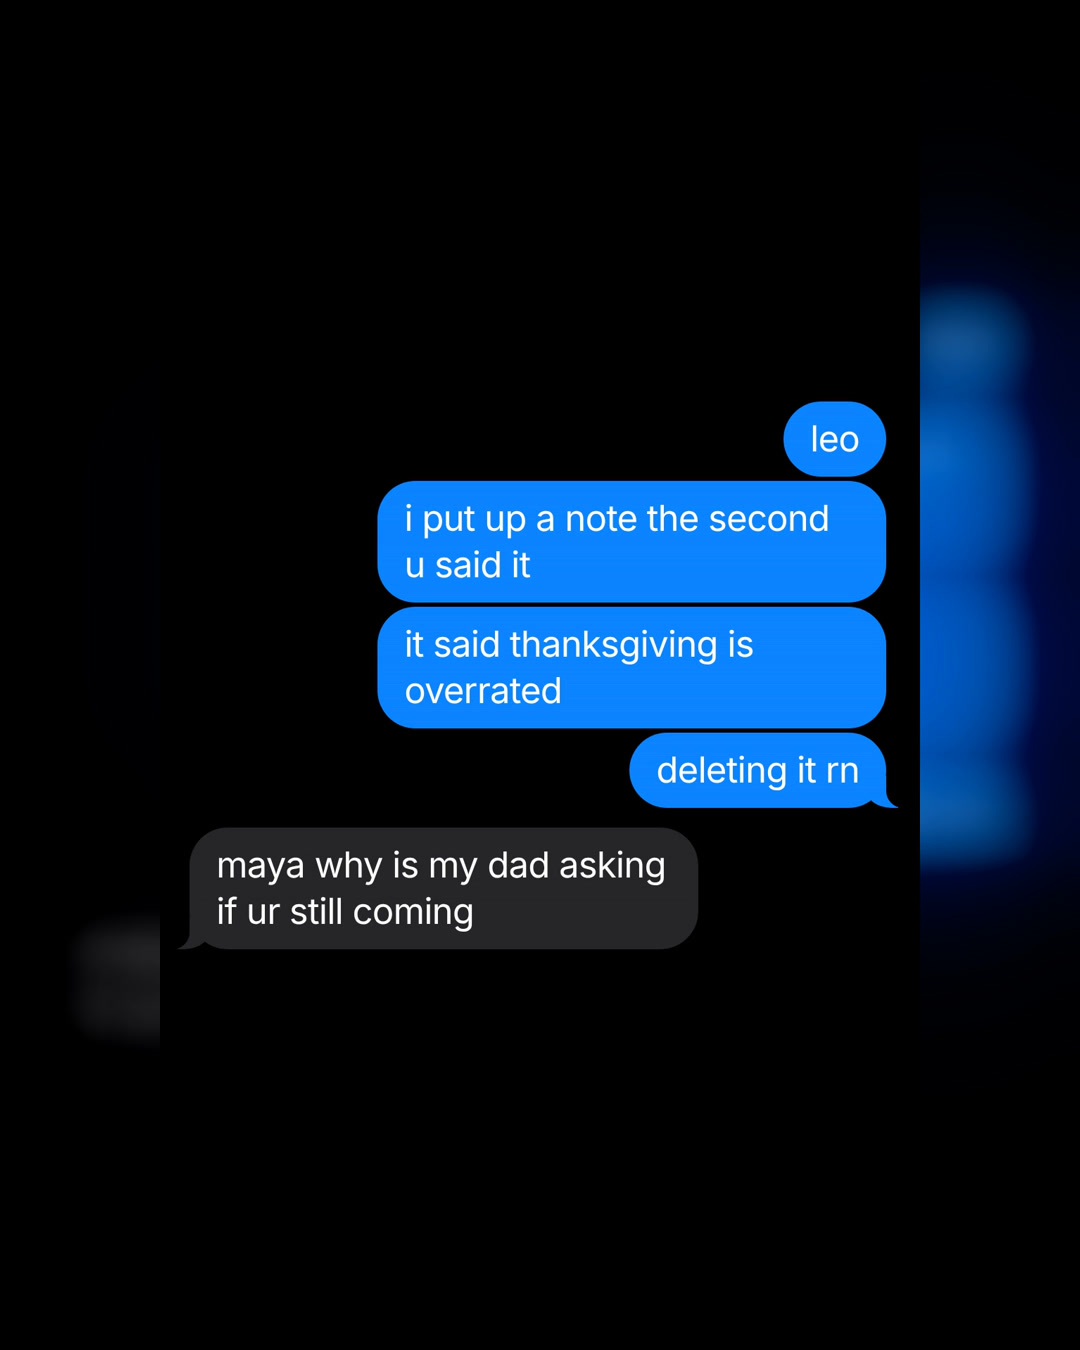 leo
i put up a note the second
u said it
it said thanksgiving is
overrated
deleting it rn
maya why is my dad asking
if ur still coming